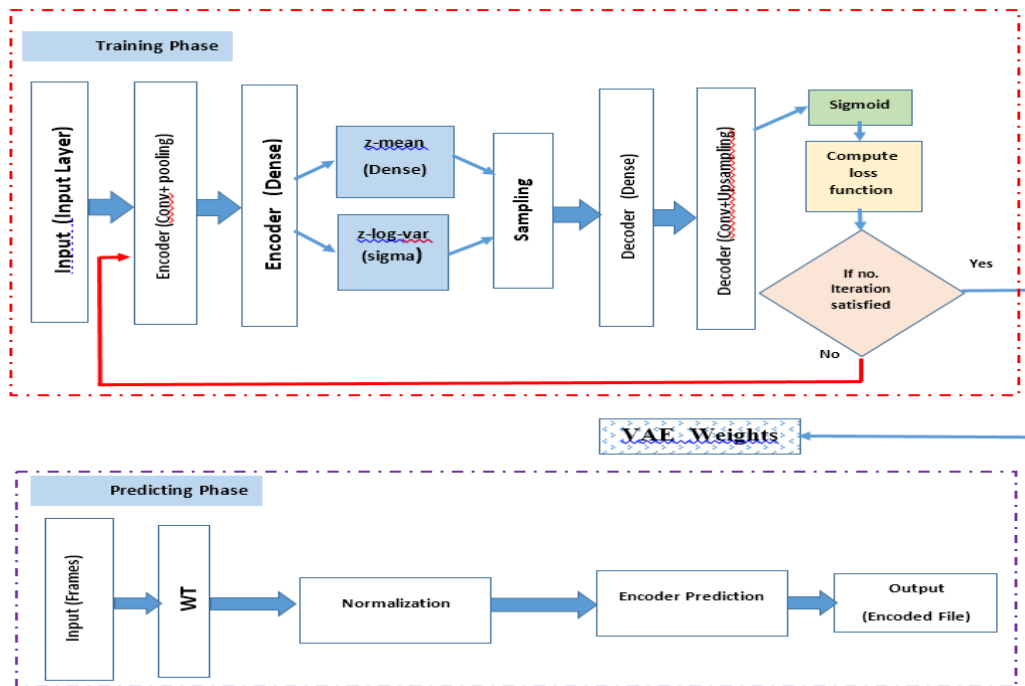 Training Phase
Input (Input Layer)
Encoder (Conv+ pooling)
Encoder (Dense)
z-mean
(Dense)
z-log-var
(sigma)
Sampling
Decoder (Dense)
Decoder (Conv+Upsampling)
Sigmoid
Compute
loss
function
If no.
Iteration
satisfied
Yes
No
VAE Weights
Predicting Phase
Input (Frames)
WT
Normalization
Encoder Prediction
Output
(Encoded File)